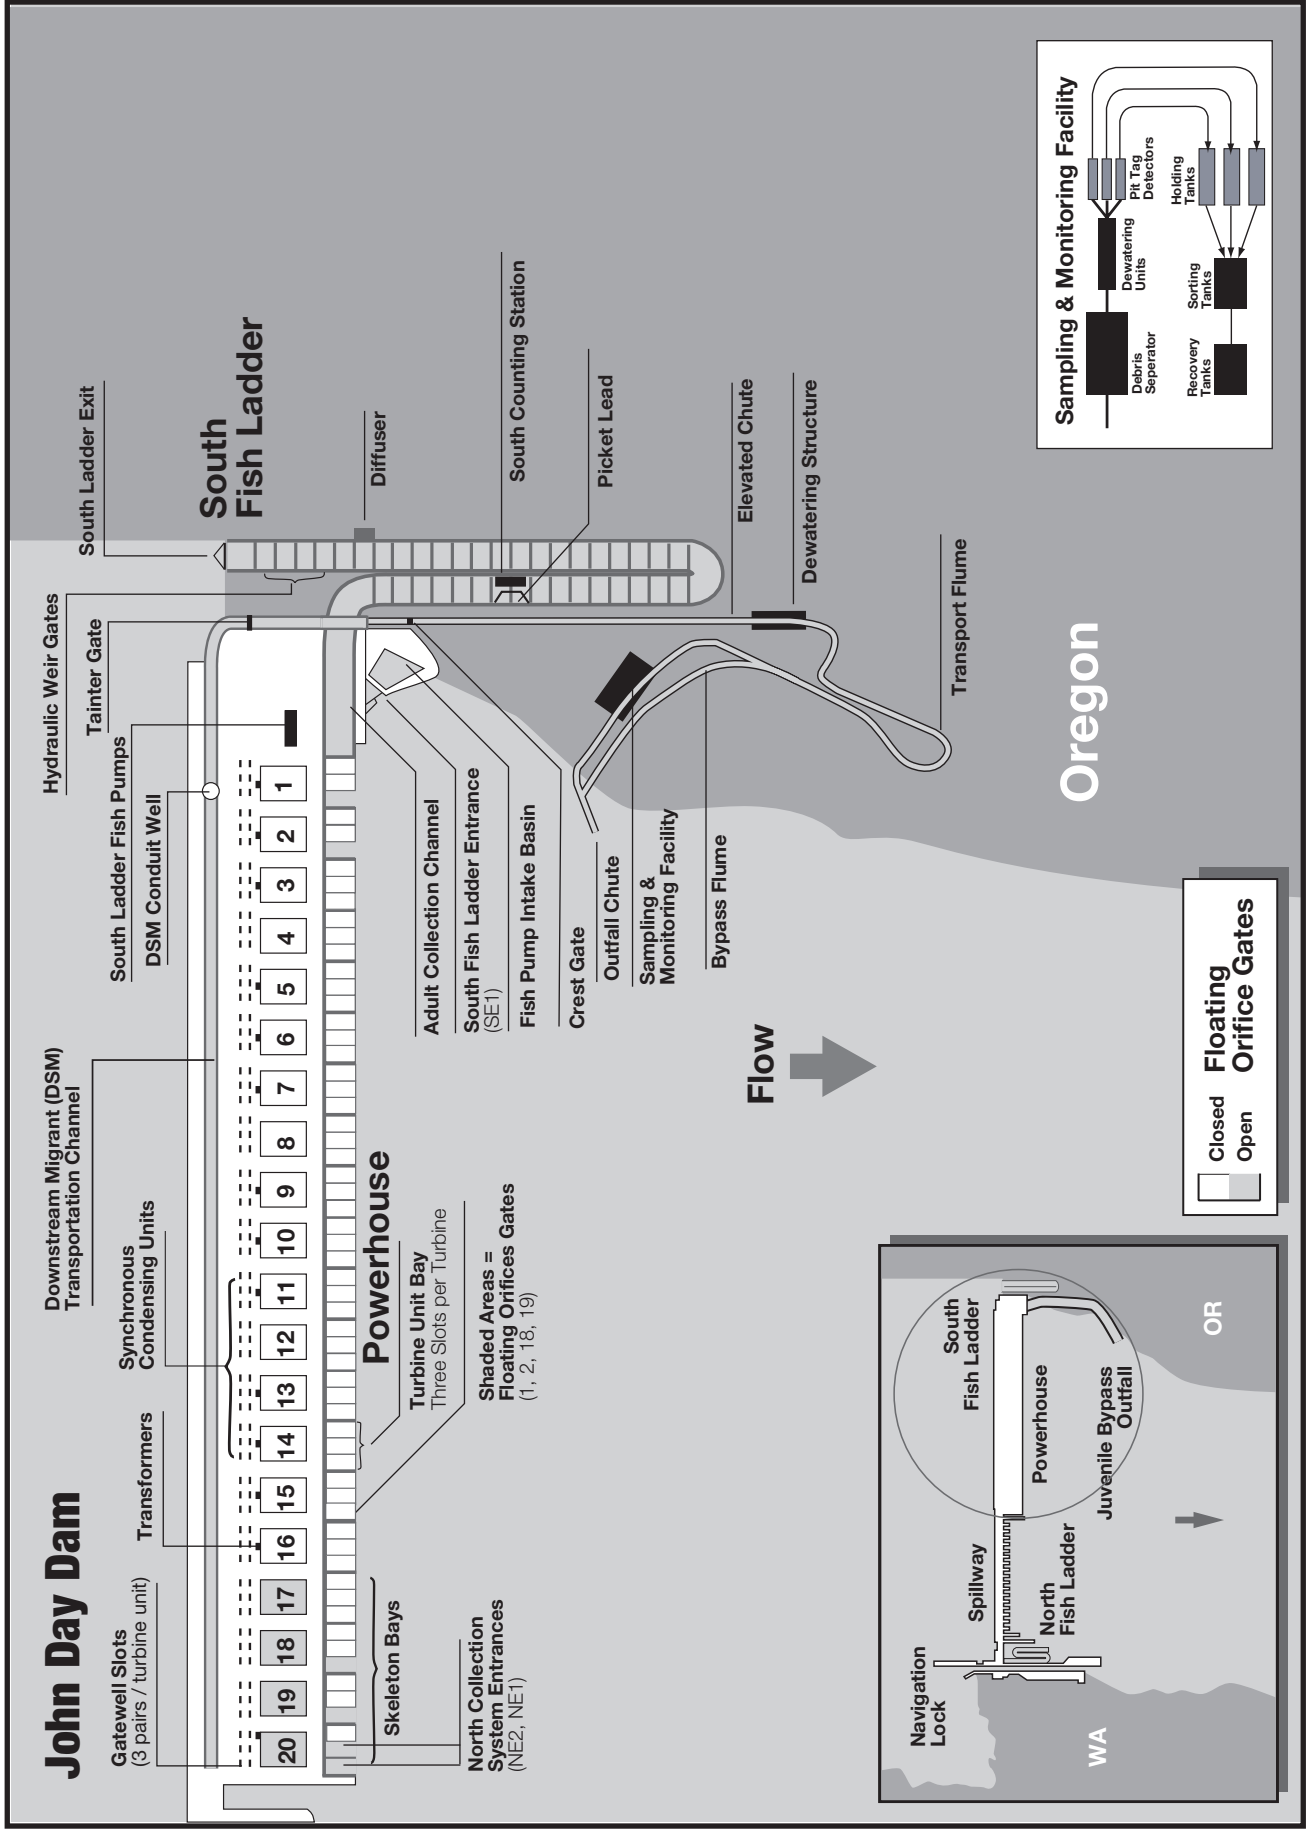 John Day Dam
Gatewell Slots
(3 pairs / turbine unit)
Transformers
Synchronous
Condensing Units
Downstream Migrant (DSM)
Transportation Channel
South Ladder Fish Pumps
DSM Conduit Well
Hydraulic Weir Gates
Tainter Gate
South Ladder Exit
South
Fish Ladder
Diffuser
South Counting Station
Picket Lead
Elevated Chute
Dewatering Structure
Transport Flume
20
19
18
17
16
15
14
13
12
11
10
9
8
7
6
5
4
3
2
1
Skeleton Bays
North Collection
System Entrances
(NE2, NE1)
Powerhouse
Turbine Unit Bay
Three Slots per Turbine
Shaded Areas =
Floating Orifices Gates
(1, 2, 18, 19)
Adult Collection Channel
South Fish Ladder Entrance
(SE1)
Fish Pump Intake Basin
Crest Gate
Outfall Chute
Sampling &
Monitoring Facility
Bypass Flume
Flow
Oregon
Navigation
Lock
Spillway
North
Fish Ladder
South
Fish Ladder
Powerhouse
Juvenile Bypass
Outfall
WA
OR
Closed
Open
Floating
Orifice Gates
Sampling & Monitoring Facility
Debris
Seperator
Dewatering
Units
Pit Tag
Detectors
Recovery
Tanks
Sorting
Tanks
Holding
Tanks